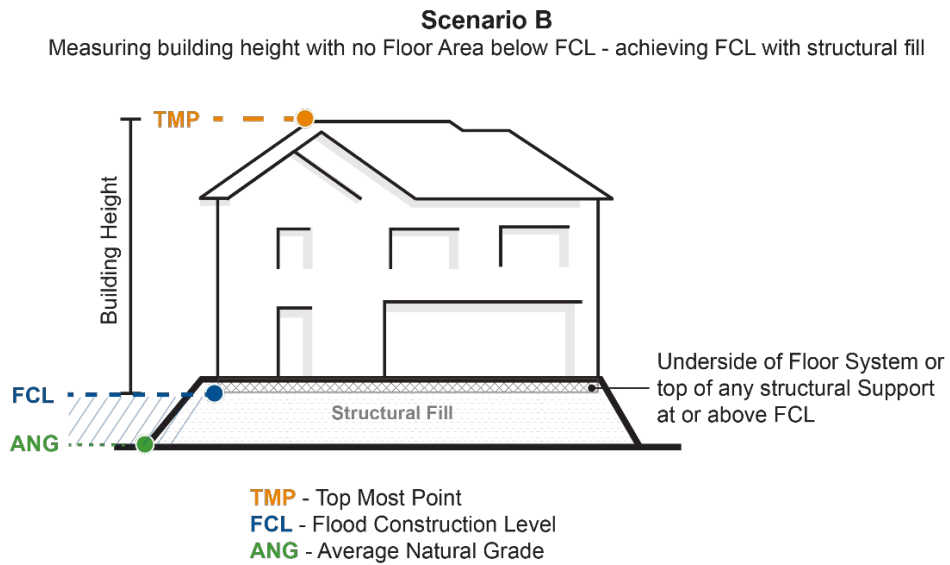 Scenario B
Measuring building height with no Floor Area below FCL - achieving FCL with structural fill
TMP
Building Height
Underside of Floor System or
top of any structural Support
at or above FCL
FCL
Structural Fill
ANG
TMP - Top Most Point
FCL - Flood Construction Level
ANG - Average Natural Grade